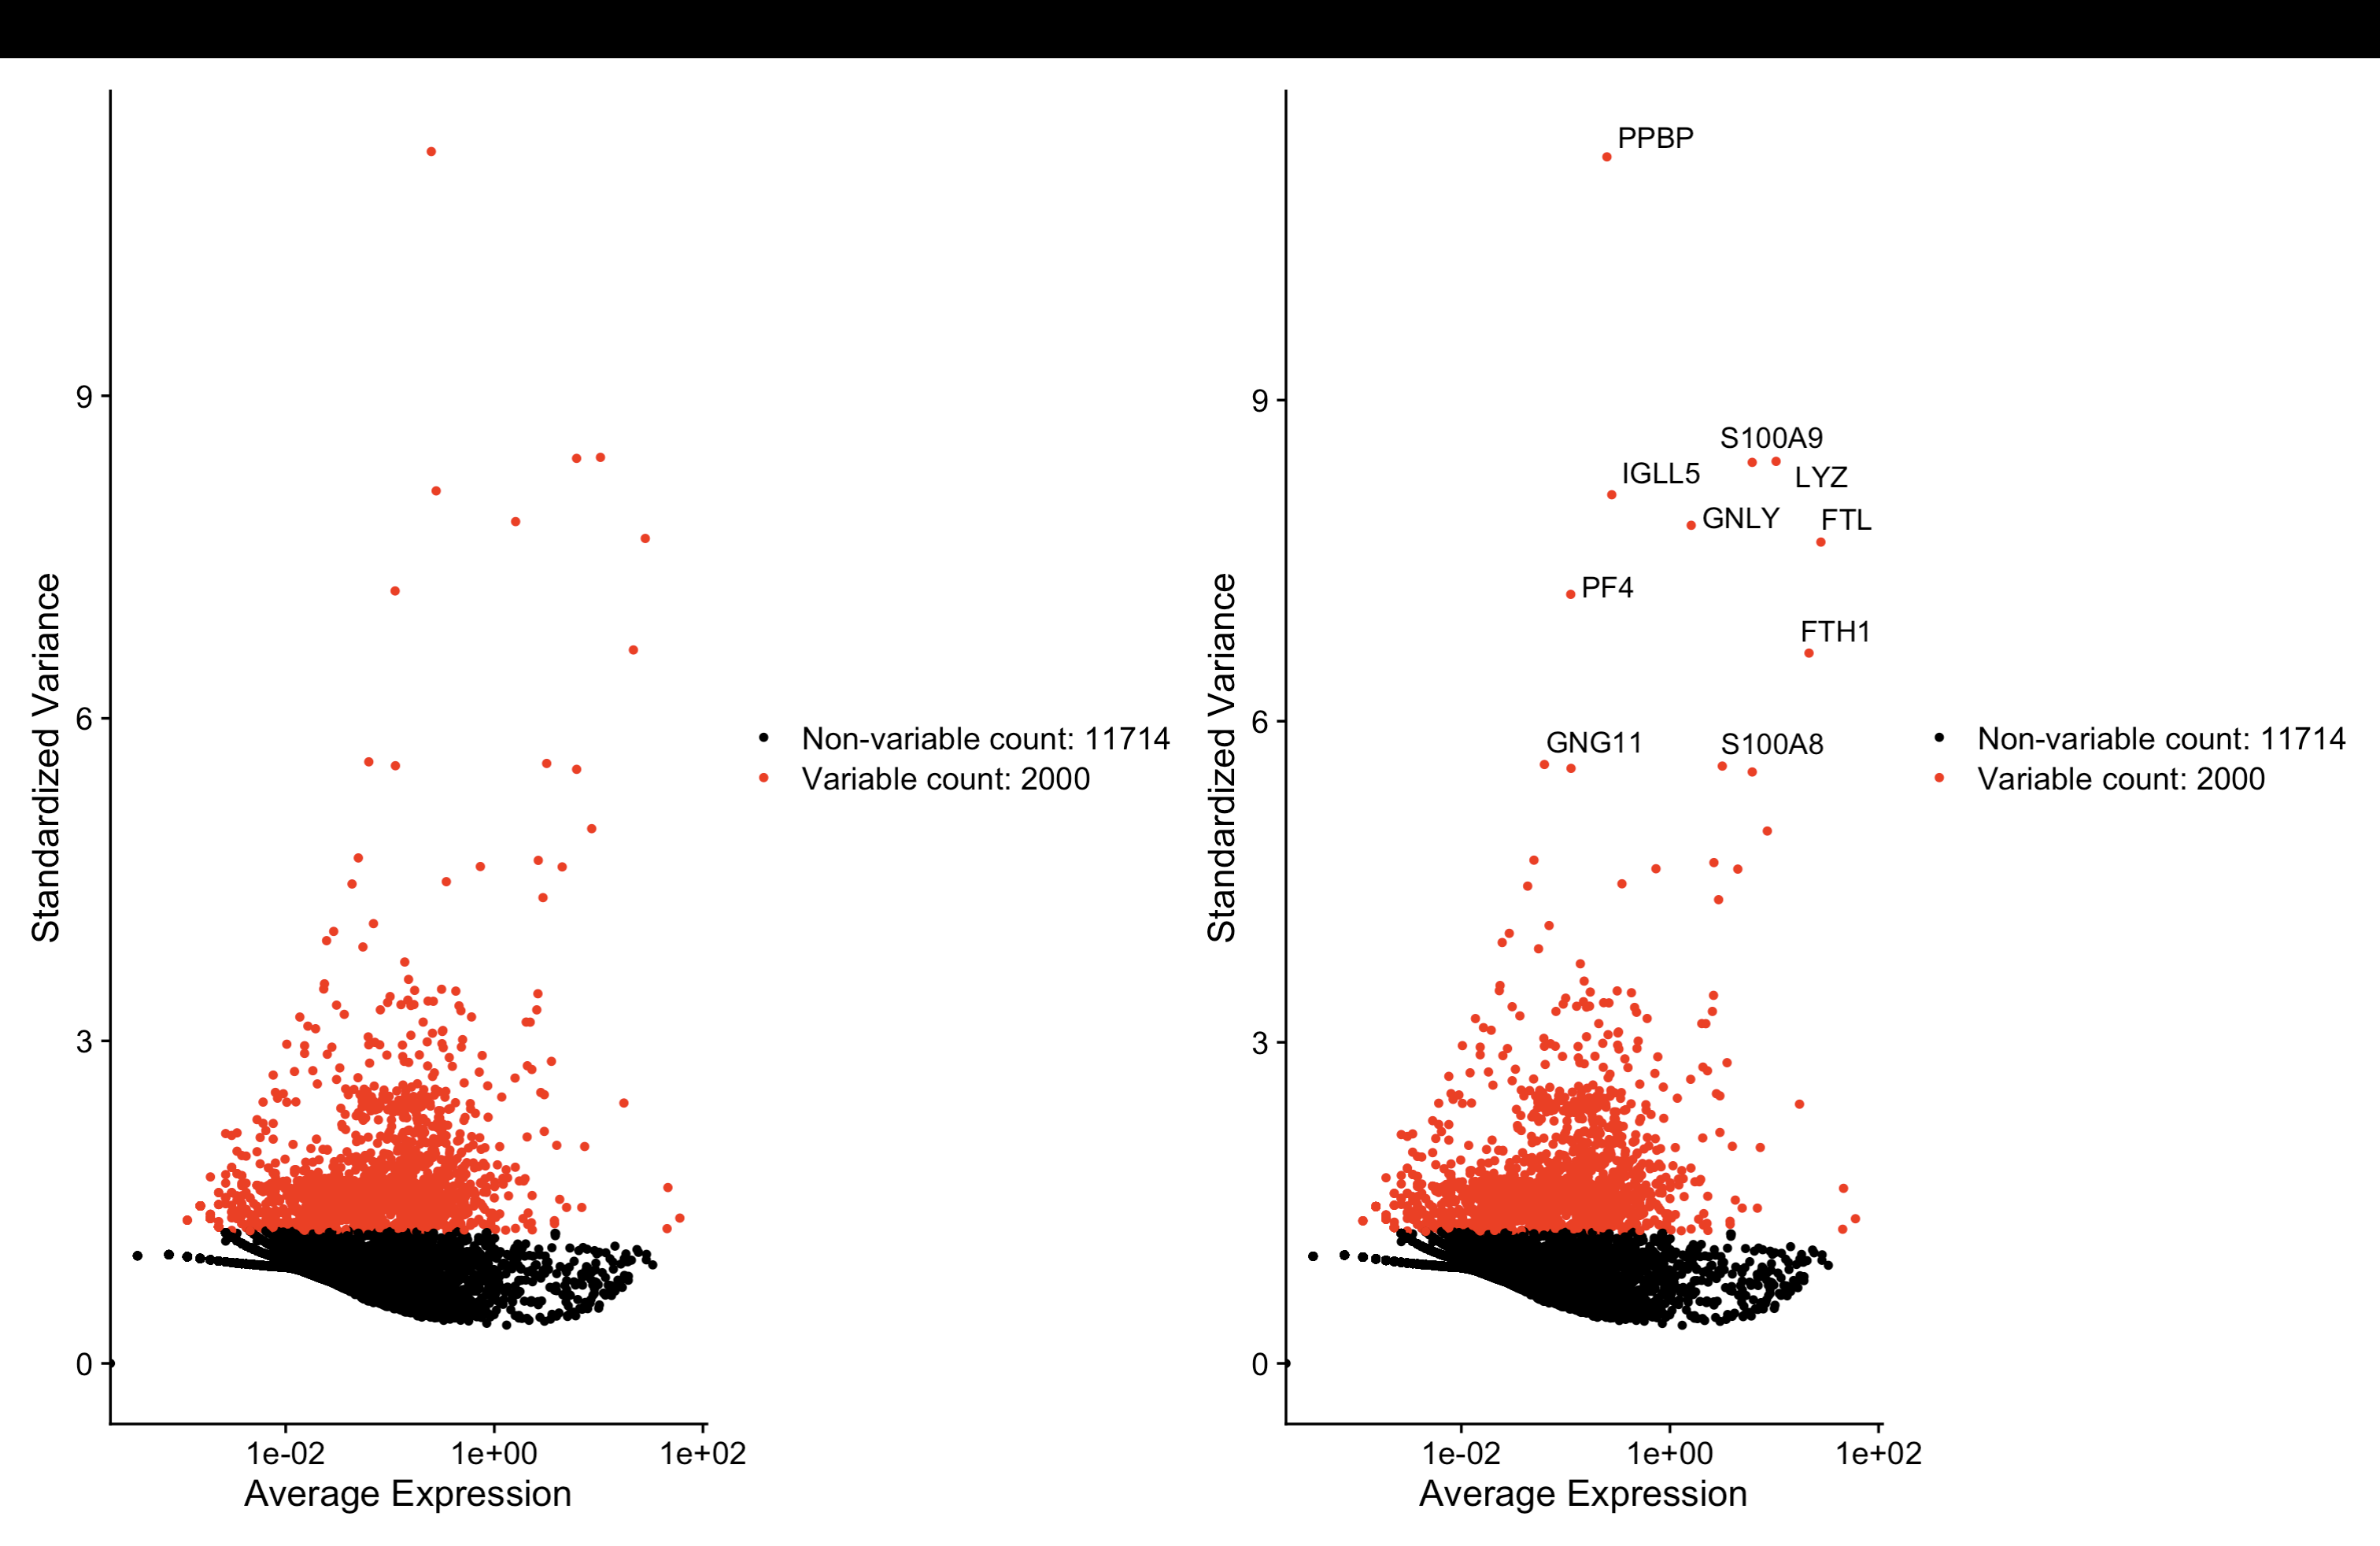 Standardized Variance
9
6
3
0
1e-02 1e+00 1e+02
Average Expression
Non-variable count: 11714
Variable count: 2000
Standardized Variance
9
6
3
0
PPBP
S100A9
IGLL5
LYZ
GNLY
FTL
PF4
FTH1
GNG11
S100A8
1e-02 1e+00 1e+02
Average Expression
Non-variable count: 11714
Variable count: 2000